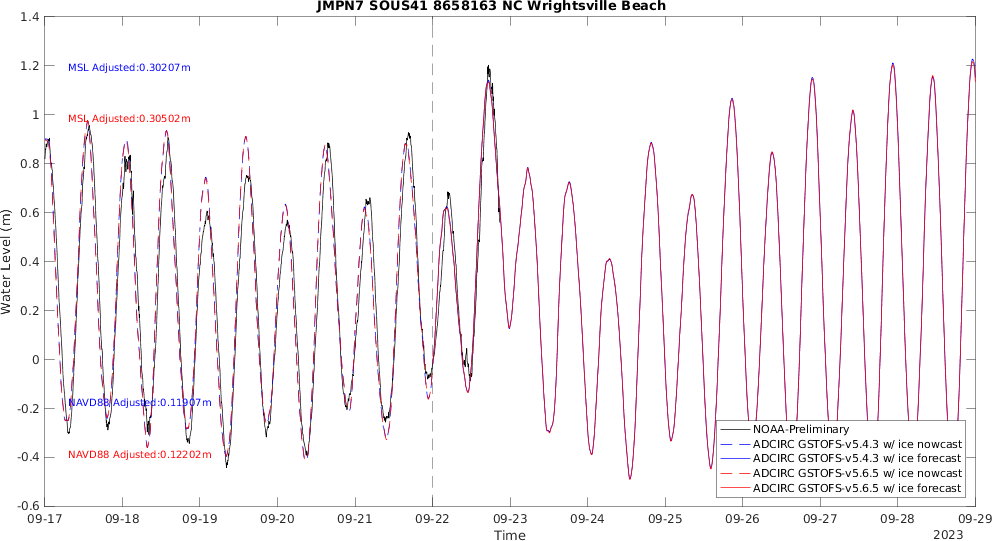 JMPN7 SOUS41 8658163 NC Wrightsville Beach
1.4
1.2
1
0.8
0.6
0.4
0.2
0
-0.2
-0.4
-0.6
Water Level (m)
MSL Adjusted:0.30207m
MSL Adjusted:0.30502m
NAVD88 Adjusted:0.11907m
NAVD88 Adjusted:0.12202m
NOAA-Preliminary
ADCIRC GSTOFS-v5.4.3 w/ ice nowcast
ADCIRC GSTOFS-v5.4.3 w/ ice forecast
ADCIRC GSTOFS-v5.6.5 w/ ice nowcast
ADCIRC GSTOFS-v5.6.5 w/ ice forecast
09-17 09-18 09-19 09-20 09-21 09-22 09-23 09-24 09-25 09-26 09-27 09-28 09-29
Time
2023